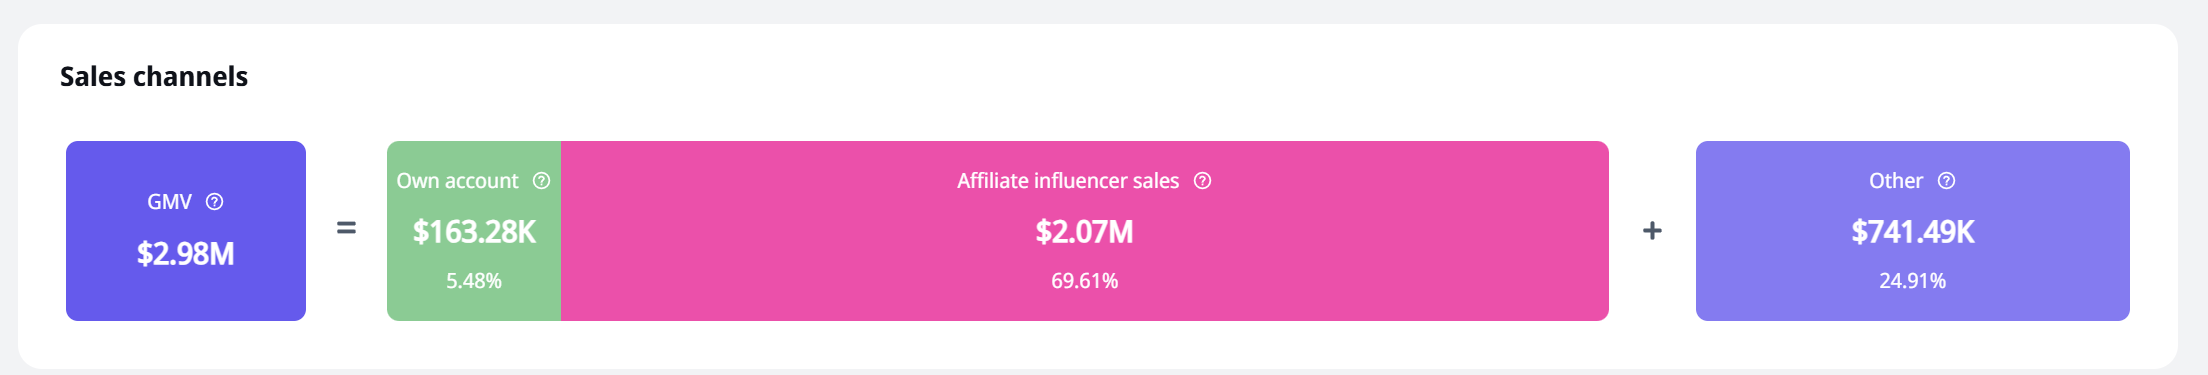 Sales channels
GMV
$2.98M
=
Own account
$163.28K
5.48%
Affiliate influencer sales
$2.07M
69.61%
+
Other
$741.49K
24.91%